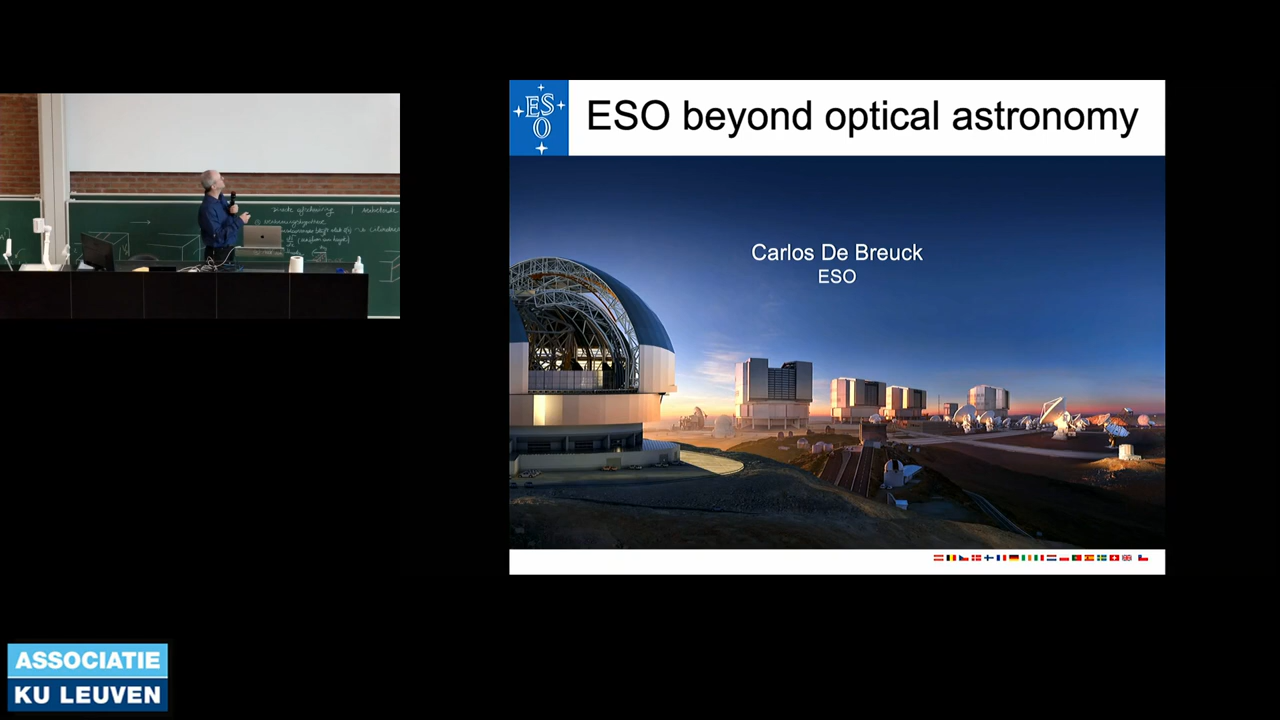 ESO
ESO beyond optical astronomy
Carlos De Breuck
ESO
ASSOCIATIE
KU LEUVEN